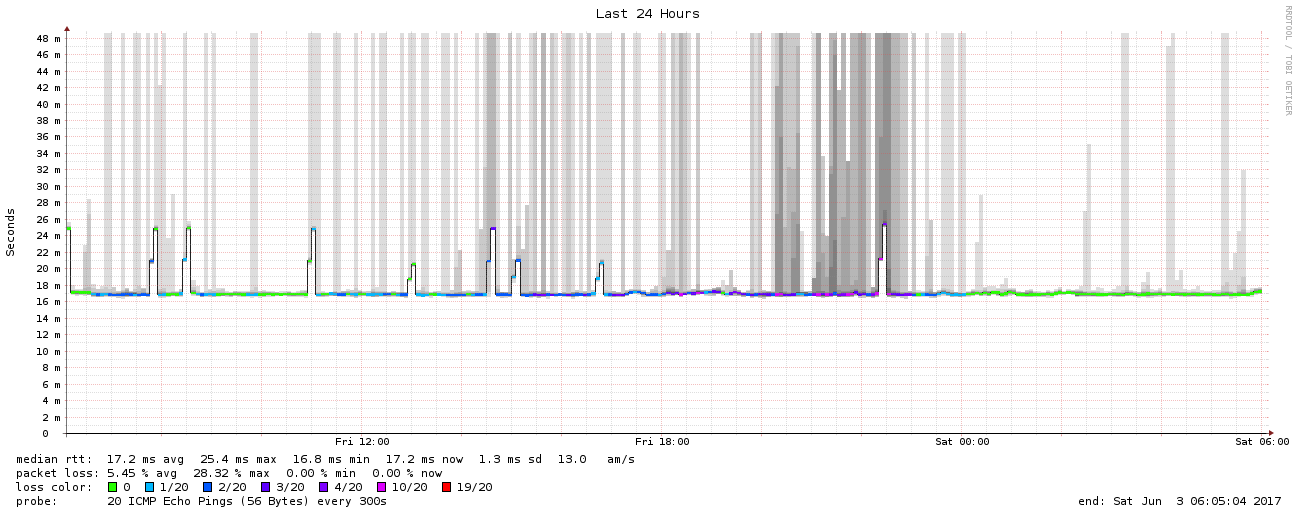 Last 24 Hours
RRDTOOL / TOBI OETIKER
Seconds
48 m
46 m
44 m
42 m
40 m
38 m
36 m
34 m
32 m
30 m
28 m
26 m
24 m
22 m
20 m
18 m
16 m
14 m
12 m
10 m
8 m
6 m
4 m
2 m
0
Fri 12:00 Fri 18:00 Sat 00:00 Sat 06:00
median rtt: 17.2 ms avg 25.4 ms max 16.8 ms min 17.2 ms now 1.3 ms sd 13.0 am/s
packet loss: 5.45 % avg 28.32 % max 0.00 % min 0.00 % now
loss color: 0 1/20 2/20 3/20 4/20 10/20 19/20
probe: 20 ICMP Echo Pings (56 Bytes) every 300s end: Sat Jun 3 06:05:04 2017